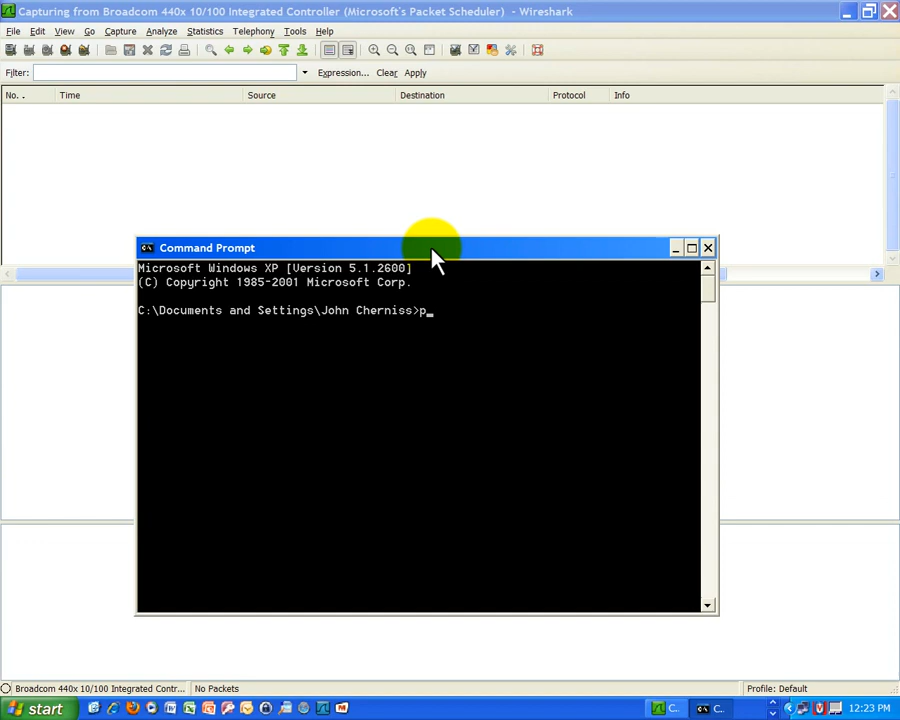 Capturing from Broadcom 440x 10/100 Integrated Controller (Microsoft's Packet Scheduler) - Wireshark
File Edit View Go Capture Analyze Statistics Telephony Tools Help
Filter: Expression... Clear Apply
No. . Time Source Destination Protocol Info
Command Prompt
Microsoft Windows XP [Version 5.1.2600]
(C) Copyright 1985-2001 Microsoft Corp.
C:\Documents and Settings\John Cherniss>p_
Broadcom 440x 10/100 Integrated Contr... No Packets Profile: Default
start C.. C.. 12:23 PM